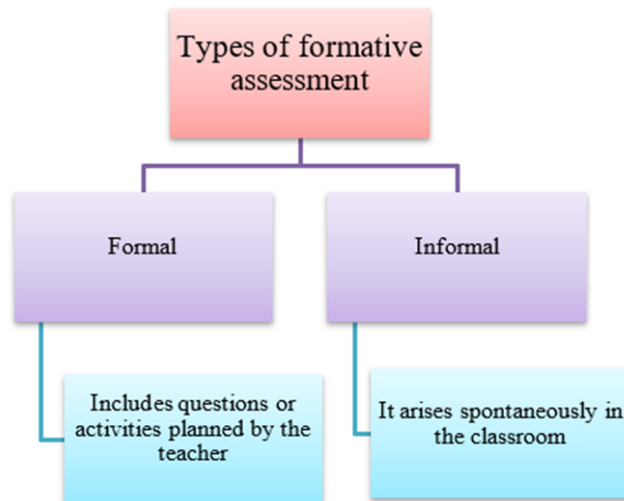 Types of formative
assessment
Formal
Informal
Includes questions or
activities planned by the
teacher
It arises spontaneously in
the classroom